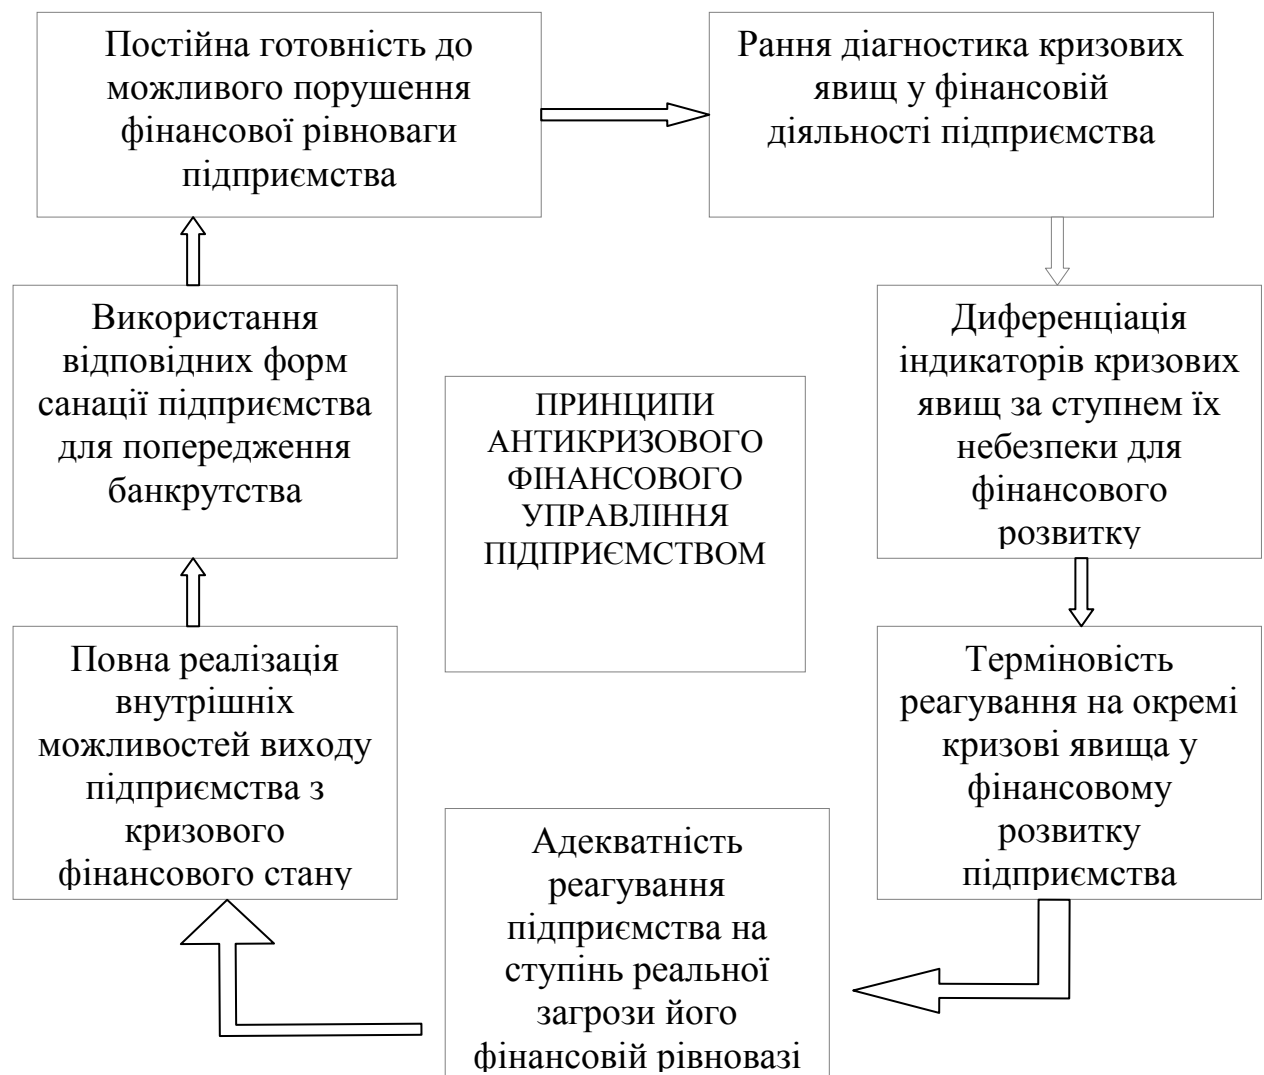 Постійна готовність до
можливого порушення
фінансової рівноваги
підприємства
Рання діагностика кризових
явищ у фінансовій
діяльності підприємства
Використання
відповідних форм
санації підприємства
для попередження
банкрутства
ПРИНЦИПИ
АНТИКРИЗОВОГО
ФІНАНСОВОГО
УПРАВЛІННЯ
ПІДПРИЄМСТВОМ
Диференціація
індикаторів кризових
явищ за ступнем їх
небезпеки для
фінансового
розвитку
Повна реалізація
внутрішніх
можливостей виходу
підприємства з
кризового
фінансового стану
Терміновість
реагування на окремі
кризові явища у
фінансовому
розвитку
підприємства
Адекватність
реагування
підприємства на
ступінь реальної
загрози його
фінансовій рівновазі